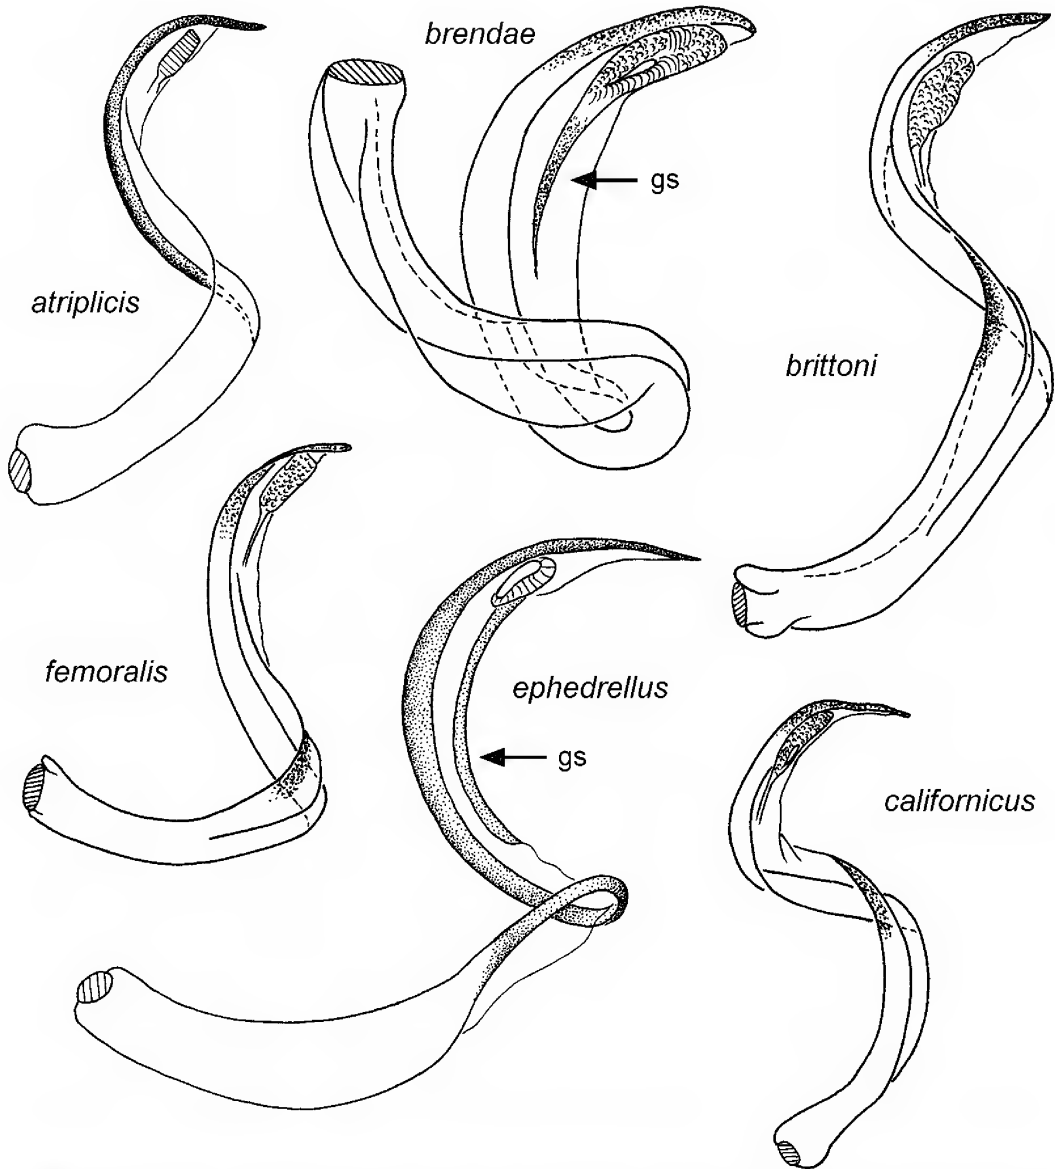 brendae
gs
atriplicis
brittoni
femoralis
ephedrellus
gs
californicus